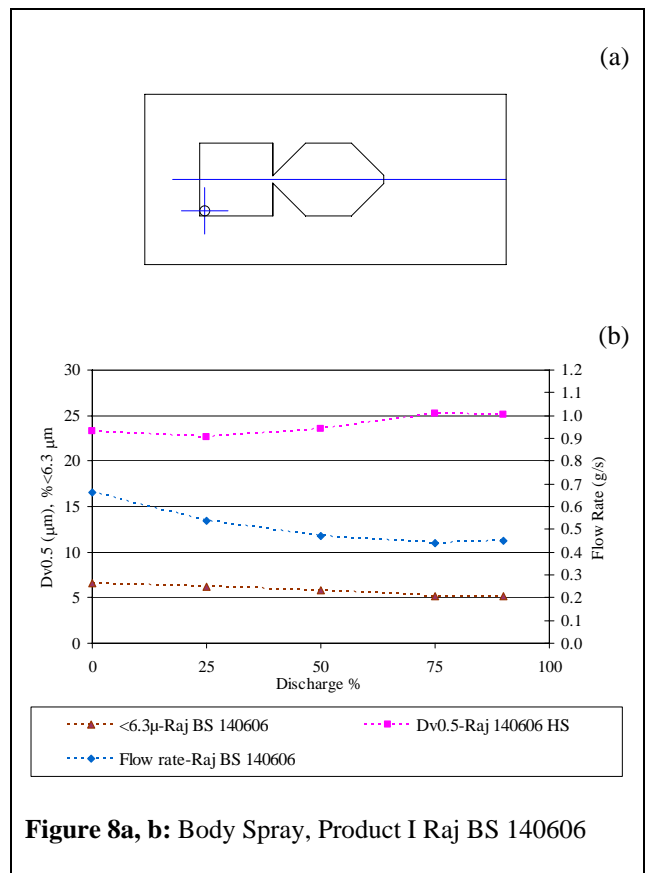 (a)
(b)
30
25
20
15
10
5
0
Dv0.5 (μm), %<6.3 μm
1.2
1.1
1.0
0.9
0.8
0.7
0.6
0.5
0.4
0.3
0.2
0.1
0.0
Flow Rate (g/s)
0 25 50 75 100
Discharge %
<6.3μ-Raj BS 140606 Dv0.5-Raj 140606 HS
Flow rate-Raj BS 140606
Figure 8a, b: Body Spray, Product I Raj BS 140606